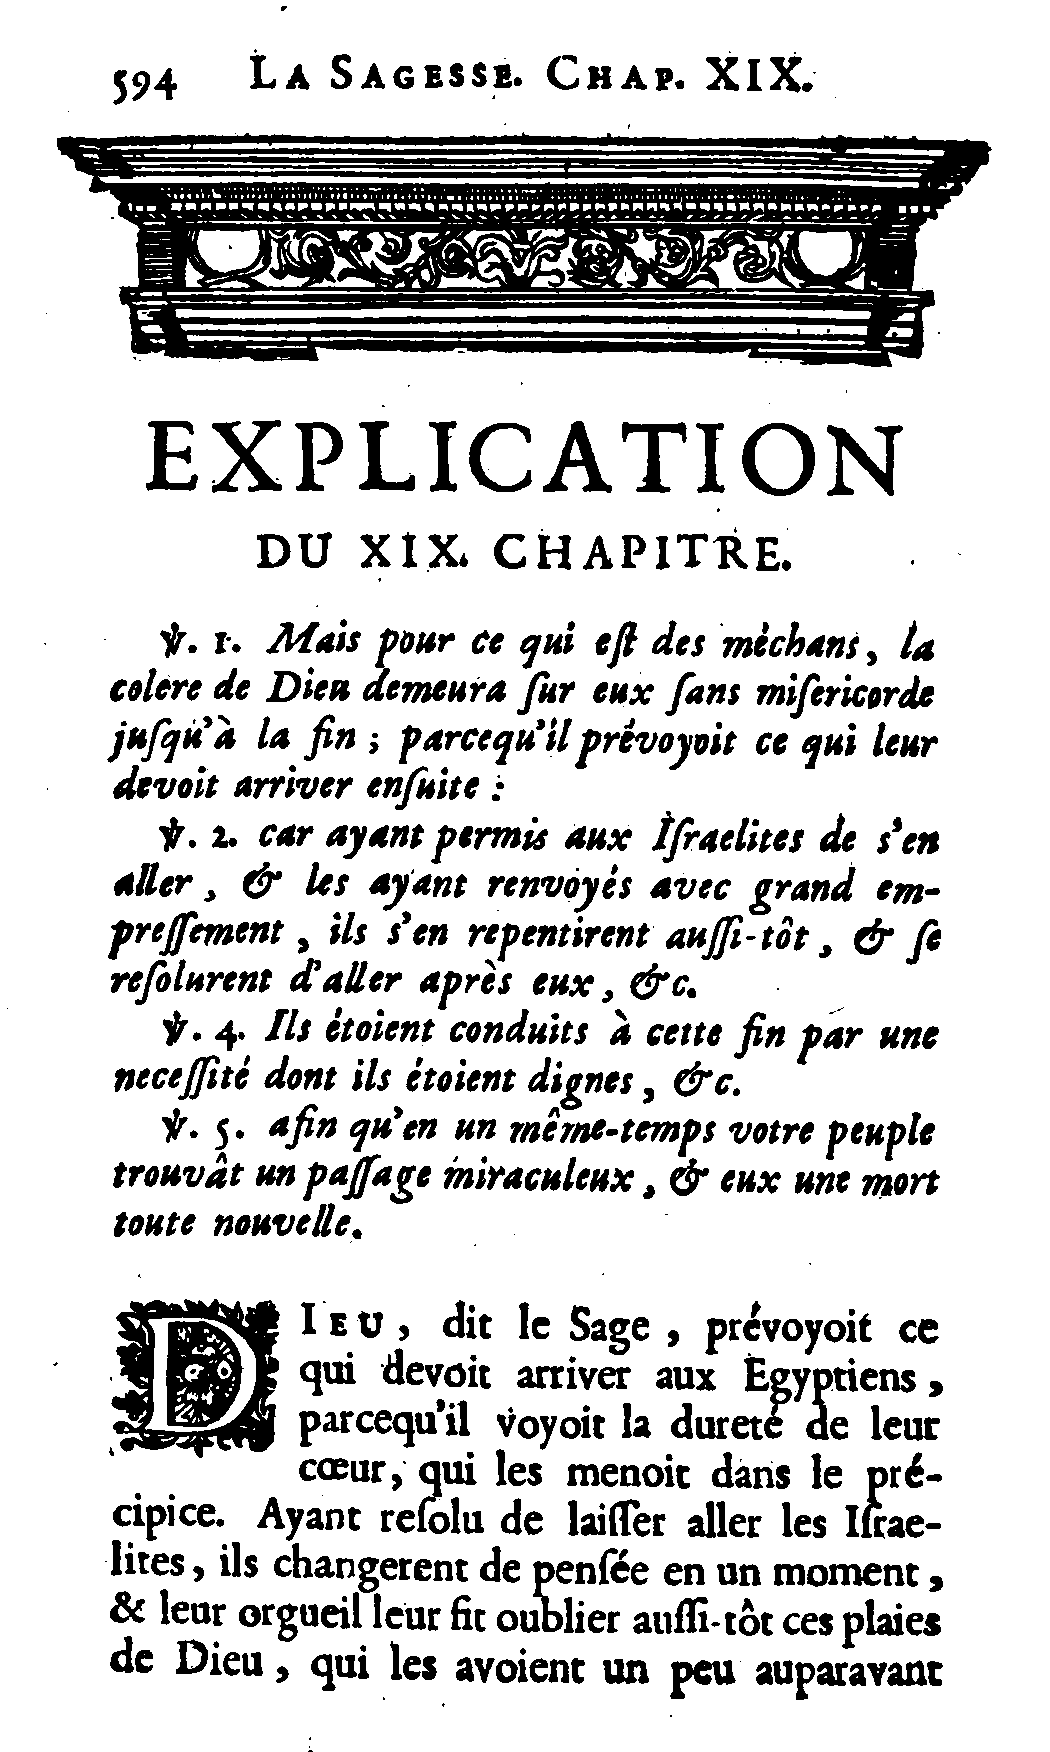 594 LA SAGESSE. CHAP. XIX.
EXPLICATION
DU XIX. CHAPITRE.
℣. 1. Mais pour ce qui eſt des méchans, la
colere de Dieu demeura ſur eux ſans miſericorde
juſqu'à la fin ; parcequ'il prévoyoit ce qui leur
devoit arriver enſuite :
℣. 2. car ayant permis aux Iſraelites de s'en
aller, & les ayant renvoyés avec grand em-
preſſement, ils s'en repentirent auſſi-tôt, & ſe
reſolurent d'aller après eux, &c.
℣. 4. Ils étoient conduits à cette fin par une
neceſſité dont ils étoient dignes, &c.
℣. 5. afin qu'en un même-temps votre peuple
trouvât un paſſage miraculeux, & eux une mort
toute nouvelle.
DIEU, dit le Sage, prévoyoit ce
qui devoit arriver aux Egyptiens,
parcequ'il voyoit la dureté de leur
cœur, qui les menoit dans le pré-
cipice. Ayant reſolu de laiſſer aller les Iſrae-
lites, ils changerent de penſée en un moment,
& leur orgueil leur fit oublier auſſi-tôt ces plaies
de Dieu, qui les avoient un peu auparavant